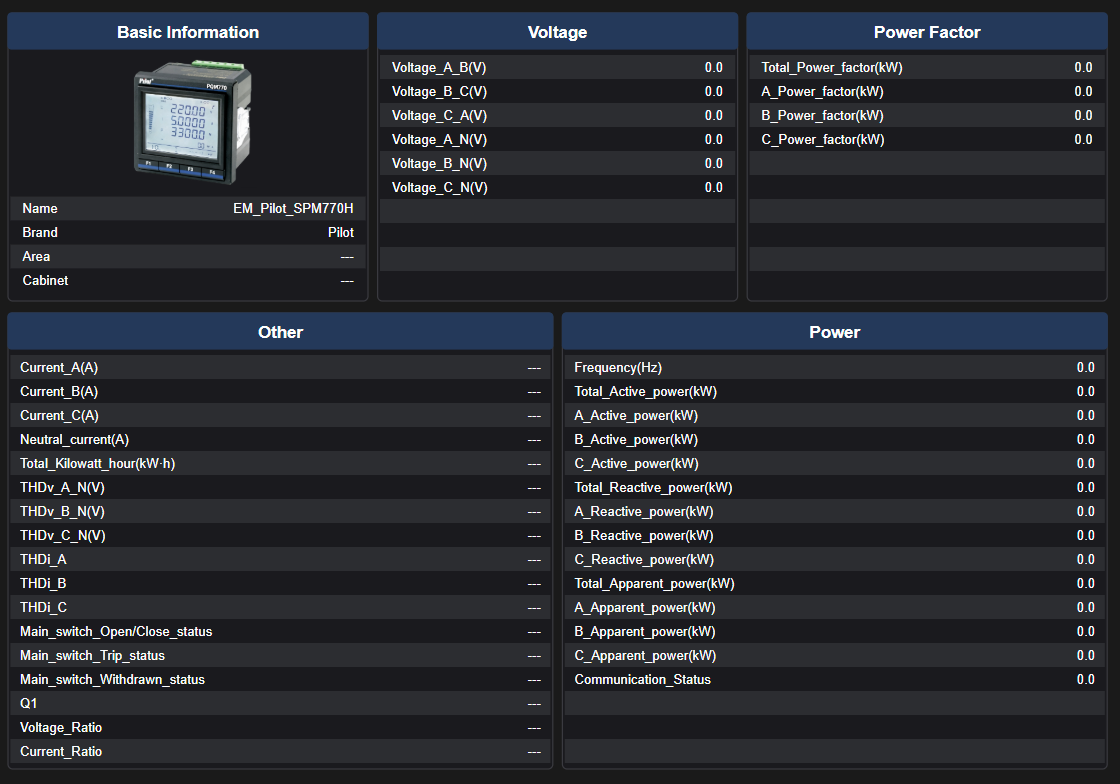 Basic Information
Pilot
PQM770
220.00
5.0000
3300.0
F1 F2 F3 F4
Name EM_Pilot_SPM770H
Brand Pilot
Area ---
Cabinet ---
Voltage
Voltage_A_B(V) 0.0
Voltage_B_C(V) 0.0
Voltage_C_A(V) 0.0
Voltage_A_N(V) 0.0
Voltage_B_N(V) 0.0
Voltage_C_N(V) 0.0
Power Factor
Total_Power_factor(kW) 0.0
A_Power_factor(kW) 0.0
B_Power_factor(kW) 0.0
C_Power_factor(kW) 0.0
Other
Current_A(A) ---
Current_B(A) ---
Current_C(A) ---
Neutral_current(A) ---
Total_Kilowatt_hour(kW·h) ---
THDv_A_N(V) ---
THDv_B_N(V) ---
THDv_C_N(V) ---
THDi_A ---
THDi_B ---
THDi_C ---
Main_switch_Open/Close_status ---
Main_switch_Trip_status ---
Main_switch_Withdrawn_status ---
Q1 ---
Voltage_Ratio ---
Current_Ratio ---
Power
Frequency(Hz) 0.0
Total_Active_power(kW) 0.0
A_Active_power(kW) 0.0
B_Active_power(kW) 0.0
C_Active_power(kW) 0.0
Total_Reactive_power(kW) 0.0
A_Reactive_power(kW) 0.0
B_Reactive_power(kW) 0.0
C_Reactive_power(kW) 0.0
Total_Apparent_power(kW) 0.0
A_Apparent_power(kW) 0.0
B_Apparent_power(kW) 0.0
C_Apparent_power(kW) 0.0
Communication_Status 0.0